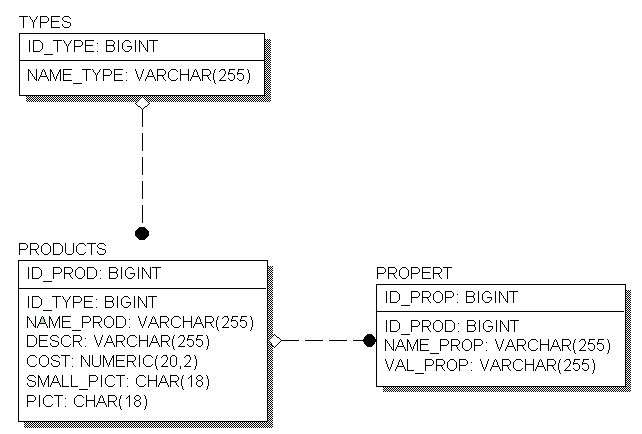 TYPES
ID_TYPE: BIGINT
NAME_TYPE: VARCHAR(255)
PRODUCTS
ID_PROD: BIGINT
ID_TYPE: BIGINT
NAME_PROD: VARCHAR(255)
DESCR: VARCHAR(255)
COST: NUMERIC(20,2)
SMALL_PICT: CHAR(18)
PICT: CHAR(18)
PROPERT
ID_PROP: BIGINT
ID_PROD: BIGINT
NAME_PROP: VARCHAR(255)
VAL_PROP: VARCHAR(255)